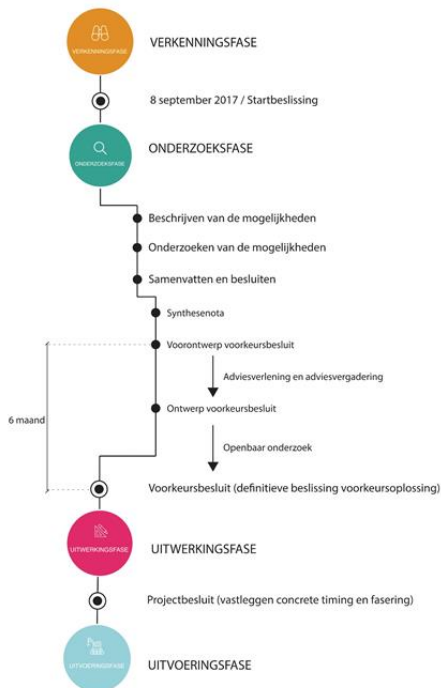 VERKENNINGSFASE
VERKENNINGSFASE
8 september 2017 / Startbeslissing
ONDERZOEKSFASE
ONDERZOEKSFASE
Beschrijven van de mogelijkheden
Onderzoeken van de mogelijkheden
Samenvatten en besluiten
Synthesenota
Voorontwerp voorkeursbesluit
Adviesverlening en adviesvergadering
6 maand
Ontwerp voorkeursbesluit
Openbaar onderzoek
Voorkeursbesluit (definitieve beslissing voorkeursoplossing)
UITWERKINGSFASE
UITWERKINGSFASE
Projectbesluit (vastleggen concrete timing en fasering)
UITVOERINGSFASE
UITVOERINGSFASE